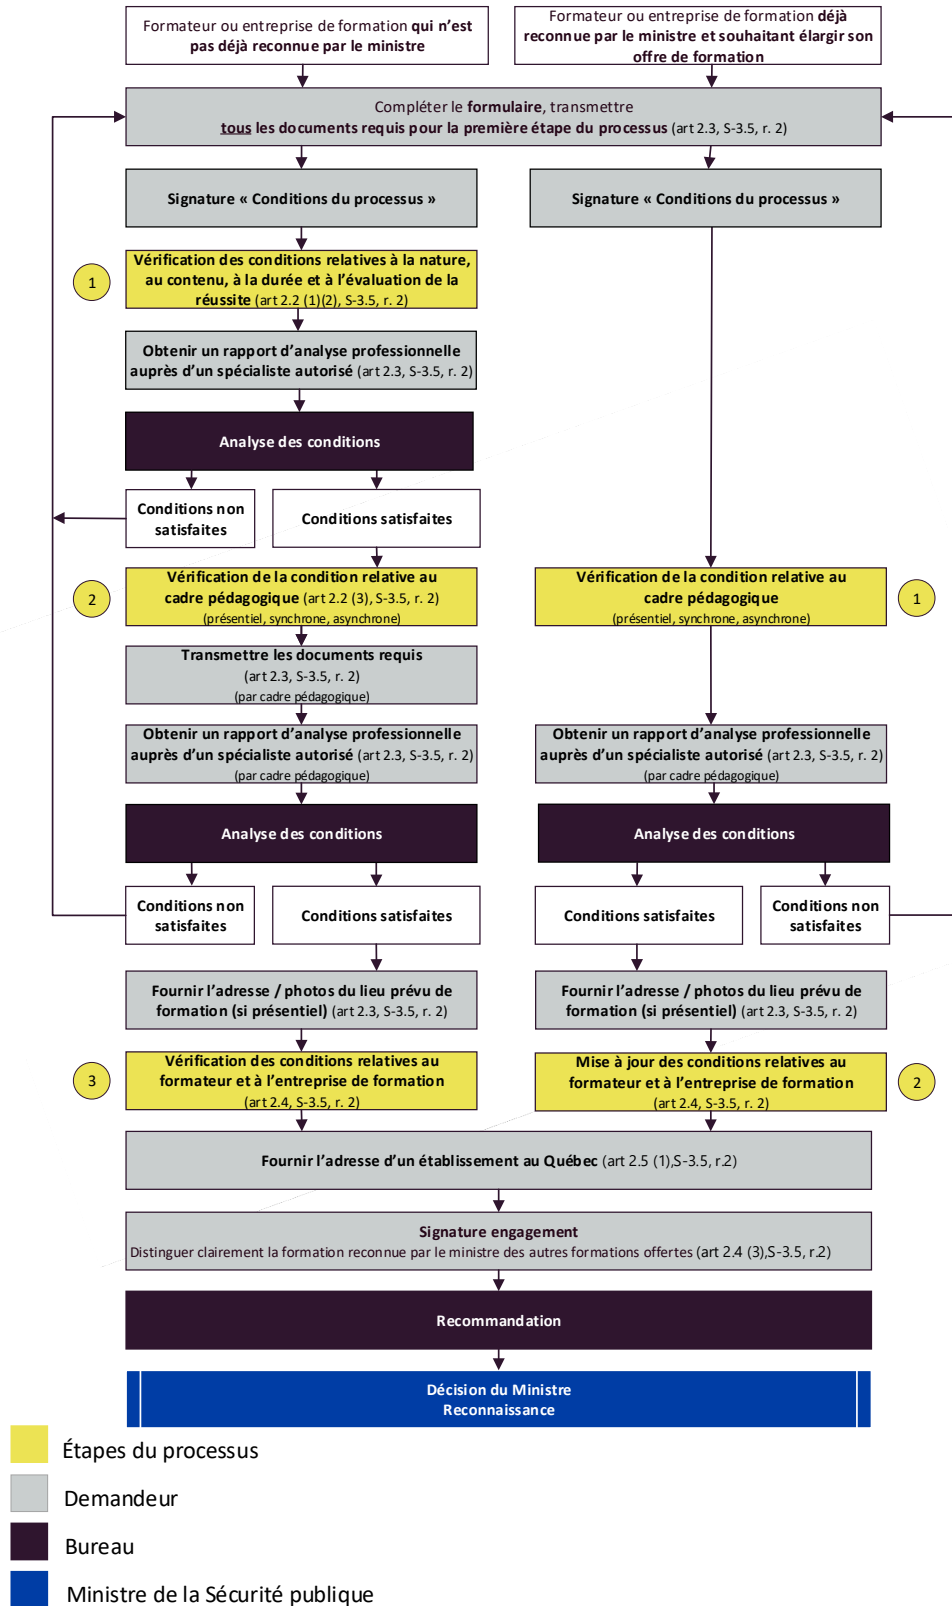 Formateur ou entreprise de formation qui n'est
pas déjà reconnue par le ministre
Formateur ou entreprise de formation déjà
reconnue par le ministre et souhaitant élargir son
offre de formation
Compléter le formulaire, transmettre
tous les documents requis pour la première étape du processus (art 2.3, S-3.5, r. 2)
Signature « Conditions du processus »
Signature « Conditions du processus »
1
Vérification des conditions relatives à la nature,
au contenu, à la durée et à l'évaluation de la
réussite (art 2.2 (1)(2), S-3.5, r. 2)
Obtenir un rapport d'analyse professionnelle
auprès d'un spécialiste autorisé (art 2.3, S-3.5, r. 2)
Analyse des conditions
Conditions non
satisfaites
Conditions satisfaites
2
Vérification de la condition relative au
cadre pédagogique (art 2.2 (3), S-3.5, r. 2)
(présentiel, synchrone, asynchrone)
Vérification de la condition relative au
cadre pédagogique
(présentiel, synchrone, asynchrone)
1
Transmettre les documents requis
(art 2.3, S-3.5, r. 2)
(par cadre pédagogique)
Obtenir un rapport d'analyse professionnelle
auprès d'un spécialiste autorisé (art 2.3, S-3.5, r. 2)
(par cadre pédagogique)
Obtenir un rapport d'analyse professionnelle
auprès d'un spécialiste autorisé (art 2.3, S-3.5, r. 2)
(par cadre pédagogique)
Analyse des conditions
Analyse des conditions
Conditions non
satisfaites
Conditions satisfaites
Conditions satisfaites
Conditions non
satisfaites
Fournir l'adresse / photos du lieu prévu de
formation (si présentiel) (art 2.3, S-3.5, r. 2)
Fournir l'adresse / photos du lieu prévu de
formation (si présentiel) (art 2.3, S-3.5, r. 2)
3
Vérification des conditions relatives au
formateur et à l'entreprise de formation
(art 2.4, S-3.5, r. 2)
Mise à jour des conditions relatives au
formateur et à l'entreprise de formation
(art 2.4, S-3.5, r. 2)
2
Fournir l'adresse d'un établissement au Québec (art 2.5 (1),S-3.5, r.2)
Signature engagement
Distinguer clairement la formation reconnue par le ministre des autres formations offertes (art 2.4 (3),S-3.5, r.2)
Recommandation
Décision du Ministre
Reconnaissance
Étapes du processus
Demandeur
Bureau
Ministre de la Sécurité publique